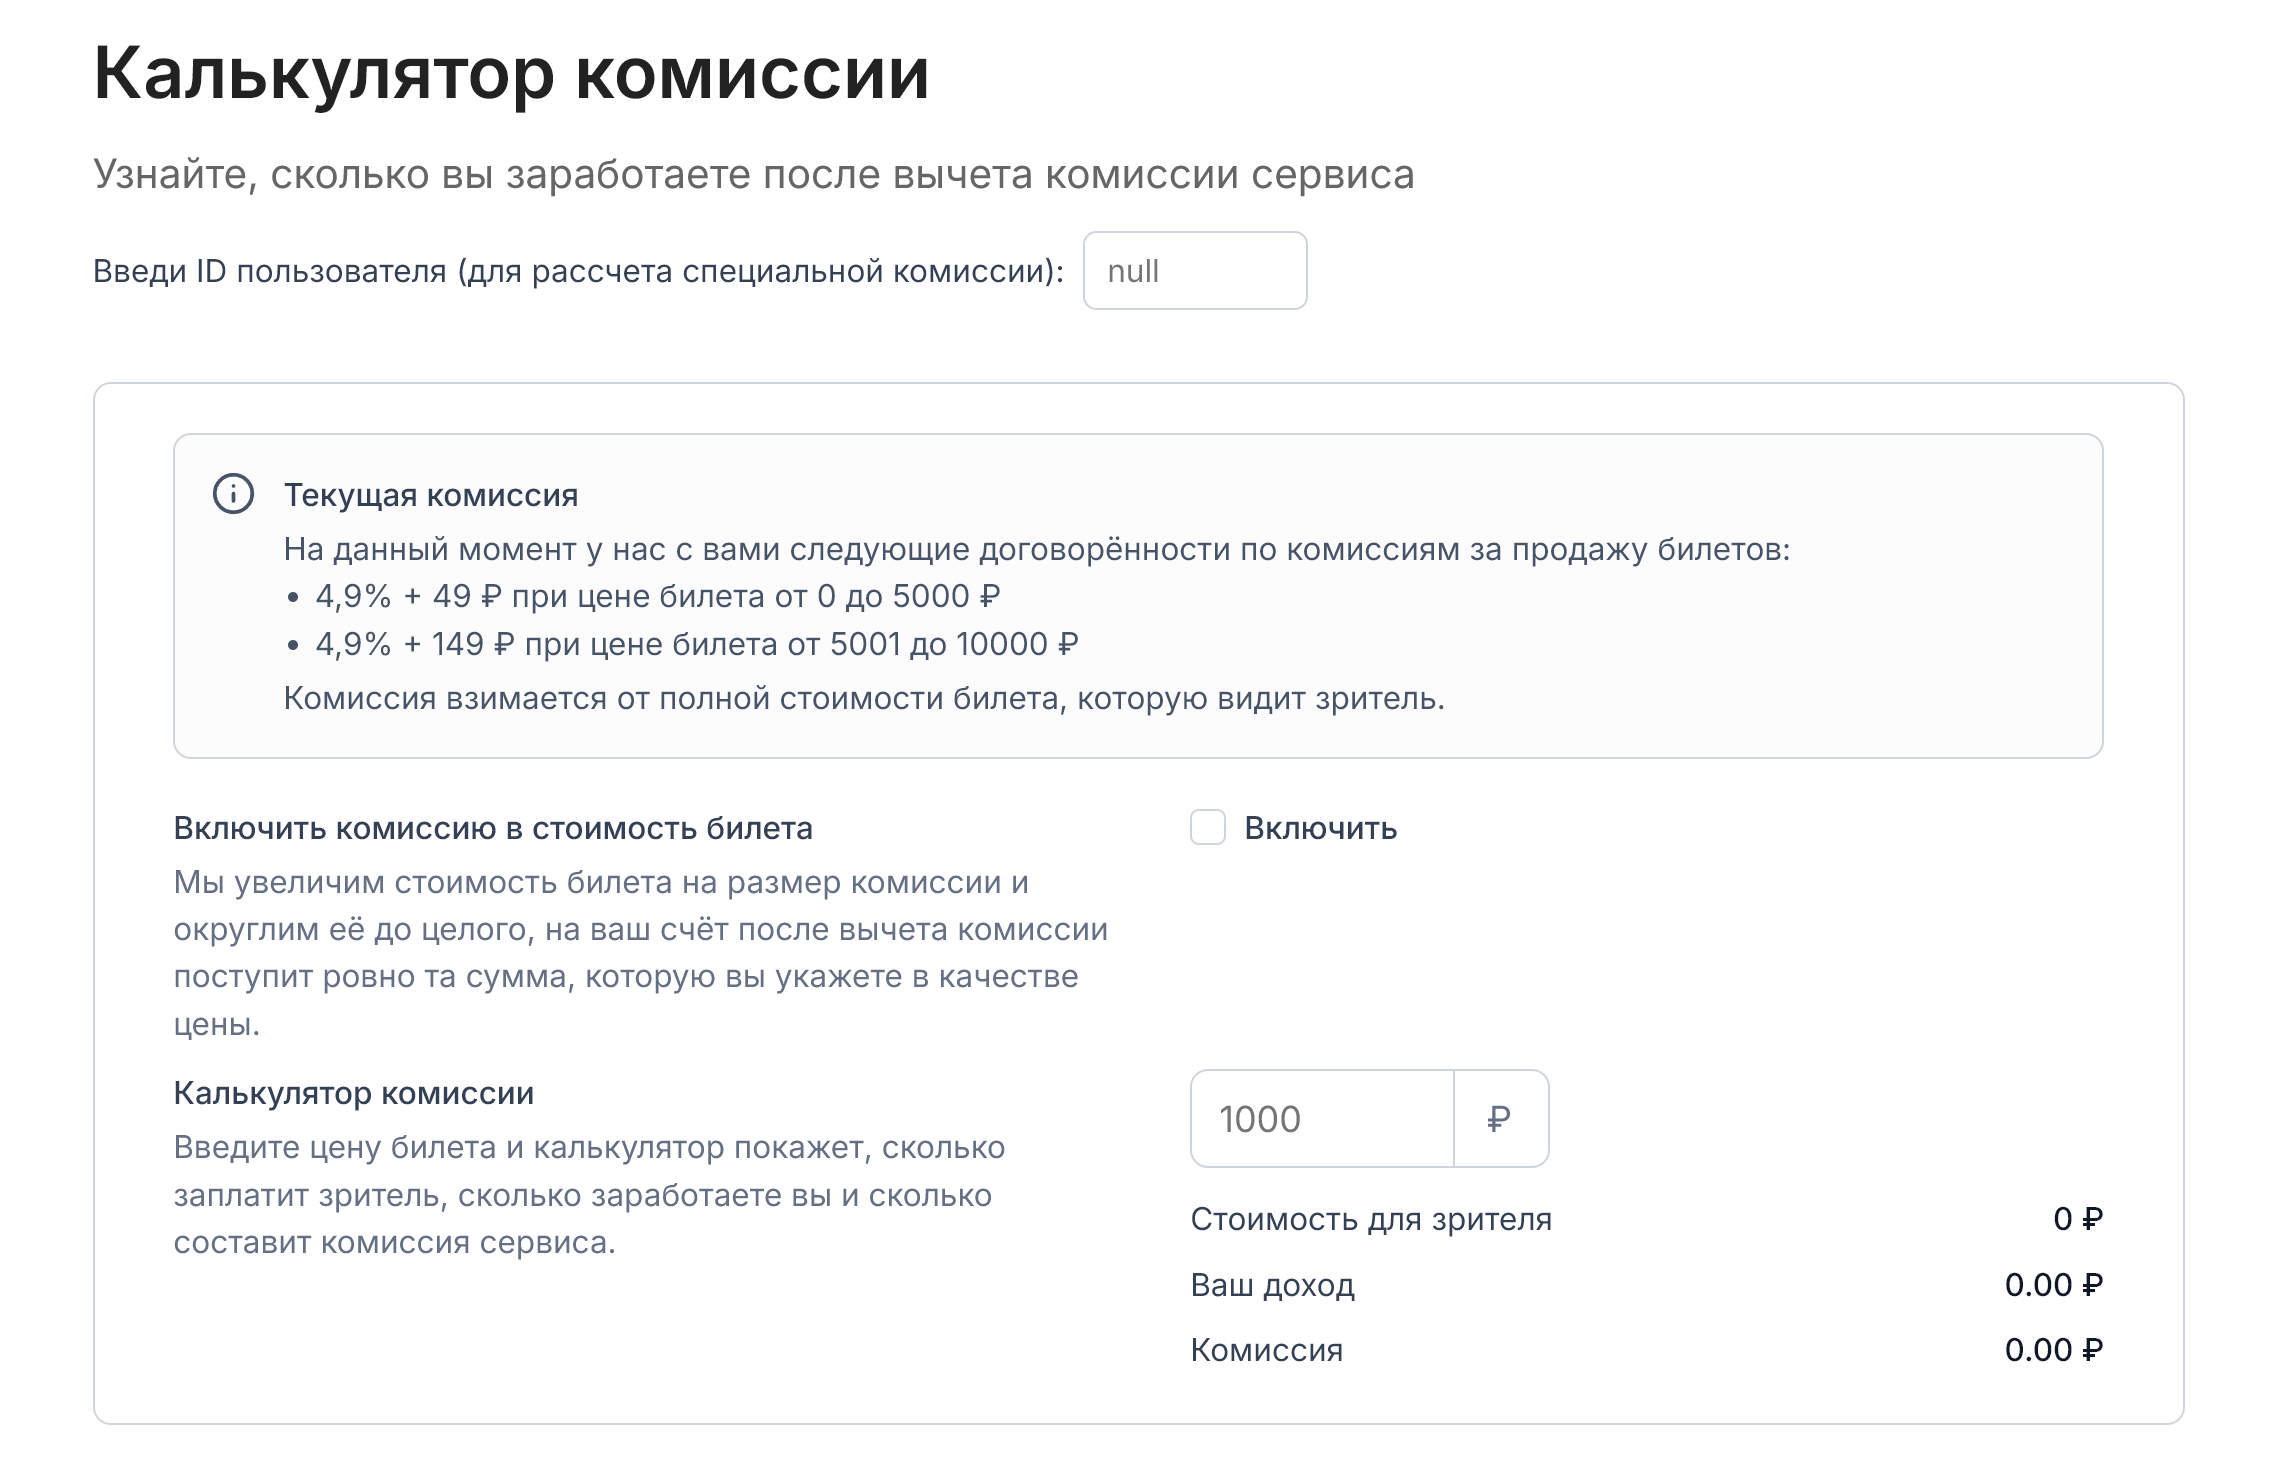 Калькулятор комиссии
Узнайте, сколько вы заработаете после вычета комиссии сервиса
Введи ID пользователя (для рассчета специальной комиссии): null
Текущая комиссия
На данный момент у нас с вами следующие договорённости по комиссиям за продажу билетов:
• 4,9% + 49 ₽ при цене билета от 0 до 5000 ₽
• 4,9% + 149 ₽ при цене билета от 5001 до 10000 ₽
Комиссия взимается от полной стоимости билета, которую видит зритель.
Включить комиссию в стоимость билета
Мы увеличим стоимость билета на размер комиссии и
округлим её до целого, на ваш счёт после вычета комиссии
поступит ровно та сумма, которую вы укажете в качестве
цены.
Включить
Калькулятор комиссии
Введите цену билета и калькулятор покажет, сколько
заплатит зритель, сколько заработаете вы и сколько
составит комиссия сервиса.
1000 ₽
Стоимость для зрителя 0 ₽
Ваш доход 0.00 ₽
Комиссия 0.00 ₽